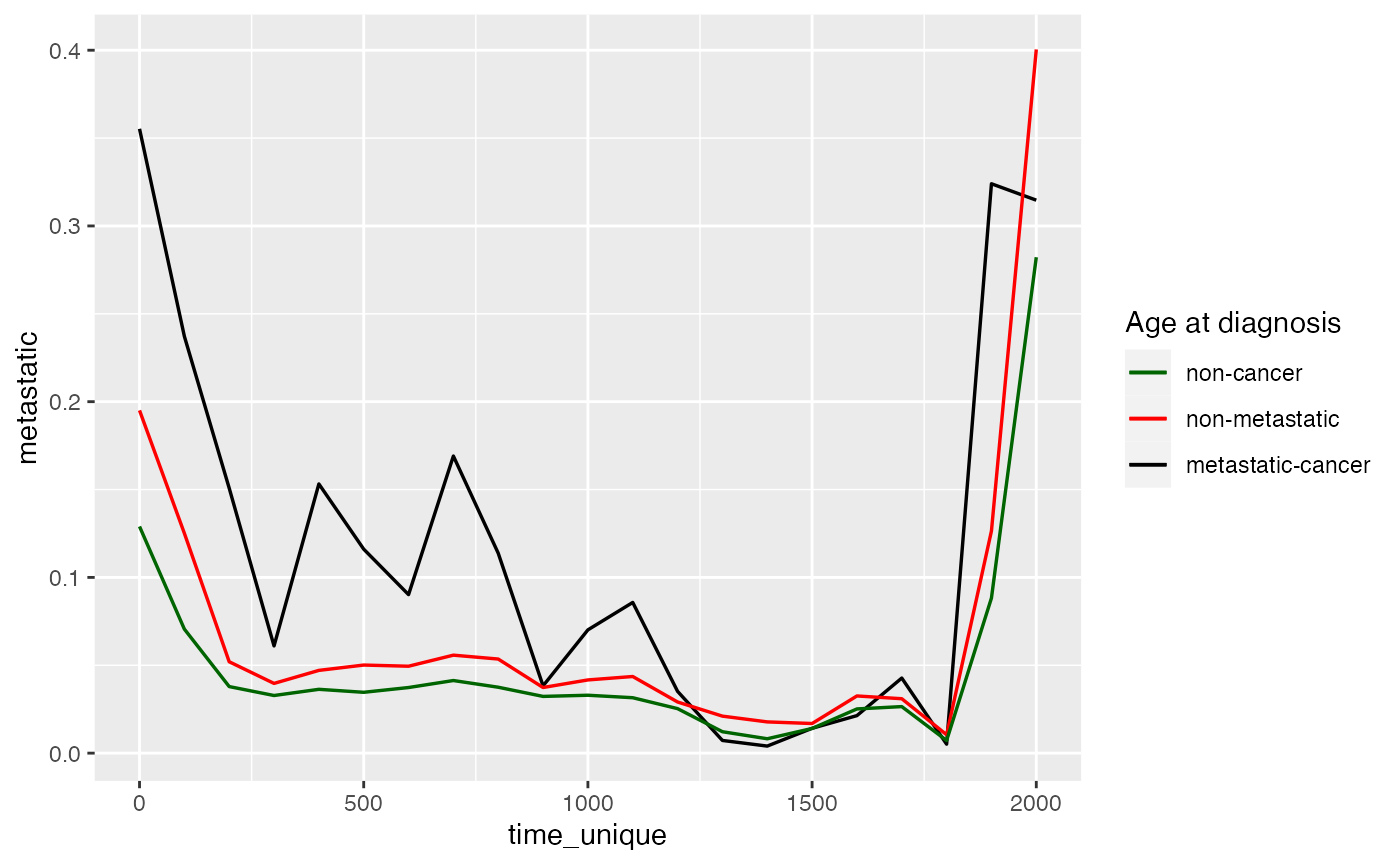 0.4
0.3
0.2
0.1
0.0
metastatic
0
500
1000
1500
2000
time_unique
Age at diagnosis
non-cancer
non-metastatic
metastatic-cancer